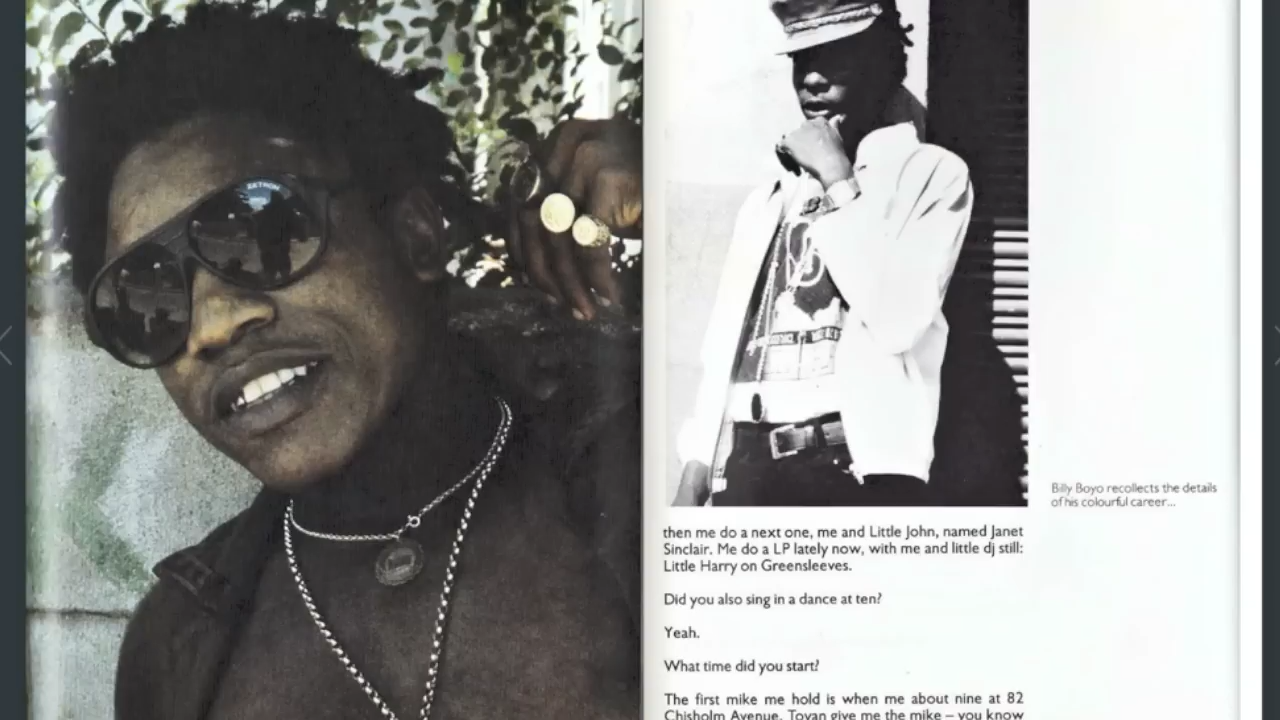 Billy Boyo recollects the details
of his colourful career...
then me do a next one, me and Little John, named Janet
Sinclair. Me do a LP lately now, with me and little dj still:
Little Harry on Greensleeves.
Did you also sing in a dance at ten?
Yeah.
What time did you start?
The first mike me hold is when me about nine at 82
Chisholm Avenue. Toyan give me the mike – you know